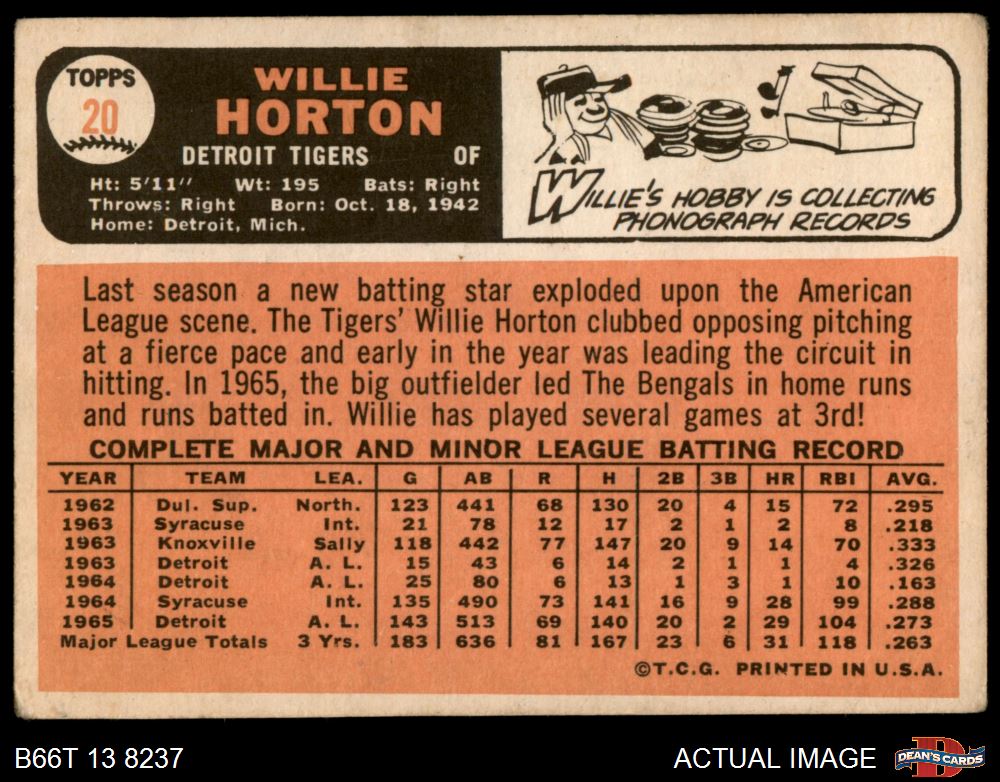 TOPPS
20
WILLIE
HORTON
DETROIT TIGERS OF
Ht: 5'11" Wt: 195 Bats: Right
Throws: Right Born: Oct. 18, 1942
Home: Detroit, Mich.
WILLIE'S HOBBY IS COLLECTING
PHONOGRAPH RECORDS
Last season a new batting star exploded upon the American
League scene. The Tigers' Willie Horton clubbed opposing pitching
at a fierce pace and early in the year was leading the circuit in
hitting. In 1965, the big outfielder led The Bengals in home runs
and runs batted in. Willie has played several games at 3rd!
COMPLETE MAJOR AND MINOR LEAGUE BATTING RECORD
YEAR TEAM LEA. G AB R H 2B 3B HR RBI AVG.
1962 Dul. Sup. North. 123 441 68 130 20 4 15 72 .295
1963 Syracuse Int. 21 78 12 17 2 1 2 8 .218
1963 Knoxville Sally 118 442 77 147 20 9 14 70 .333
1963 Detroit A. L. 15 43 6 14 2 1 1 4 .326
1964 Detroit A. L. 25 80 6 13 1 3 1 10 .163
1964 Syracuse Int. 135 490 73 141 16 9 28 99 .288
1965 Detroit A. L. 143 513 69 140 20 2 29 104 .273
Major League Totals 3 Yrs. 183 636 81 167 23 6 31 118 .263
©T.C.G. PRINTED IN U.S.A.
B66T 13 8237 ACTUAL IMAGE
D
DEAN'S CARDS